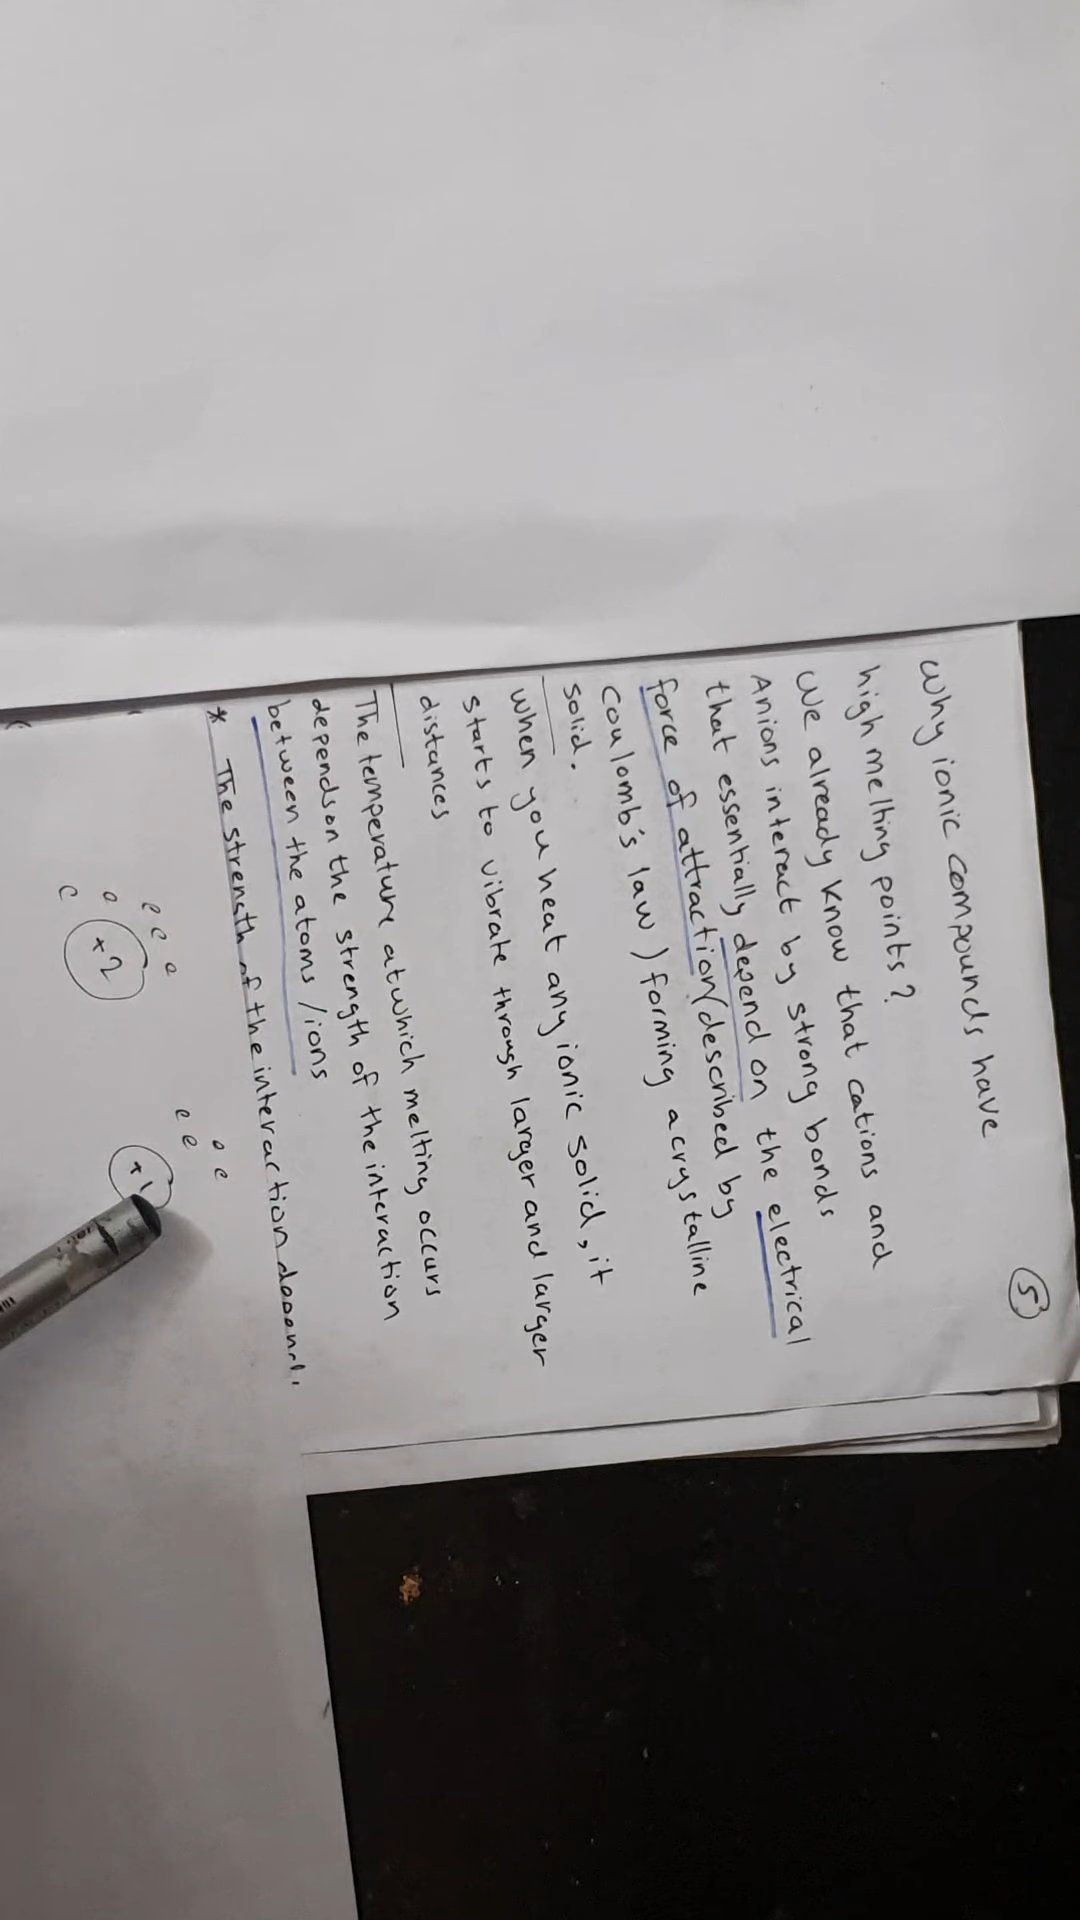 5
Why ionic compounds have
high melting points?
We already know that cations and
Anions interact by strong bonds
that essentially depend on the electrical
force of attraction (described by
coulomb's law) forming a crystalline
solid.
when you heat any ionic solid, it
starts to vibrate through larger and larger
distances
The temperature at which melting occurs
depends on the strength of the interaction
between the atoms / ions
* The strength of the interaction depends
e e
e e
+1
e e e
e
e
+2